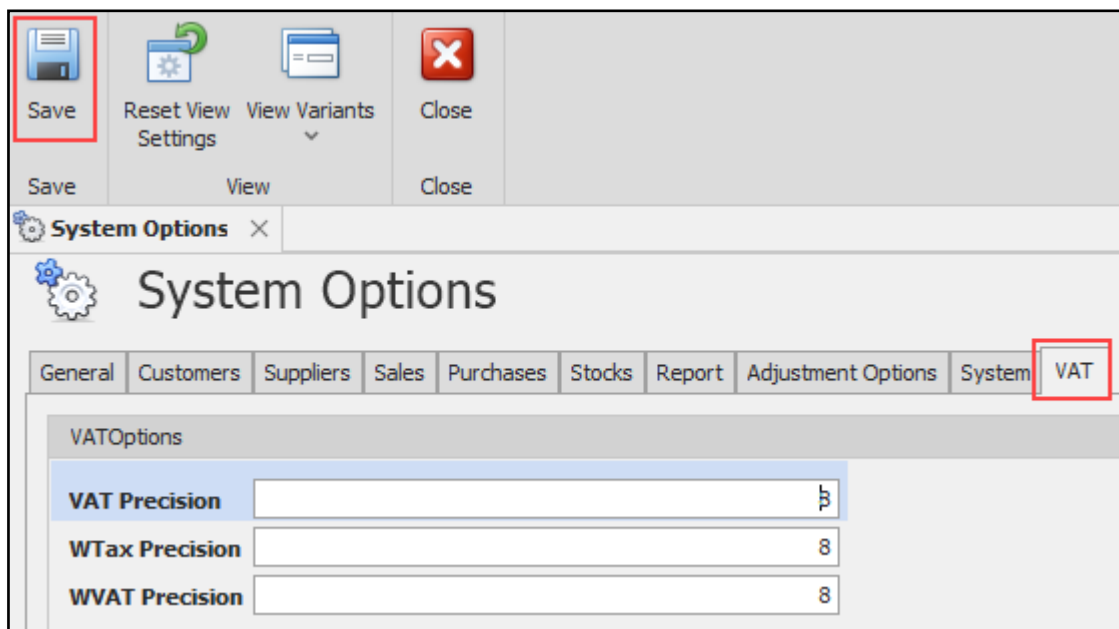 Save
Reset View
Settings
View Variants
Close
Save
View
Close
System Options
System Options
General Customers Suppliers Sales Purchases Stocks Report Adjustment Options System VAT
VATOptions
VAT Precision 8
WTax Precision 8
WVAT Precision 8